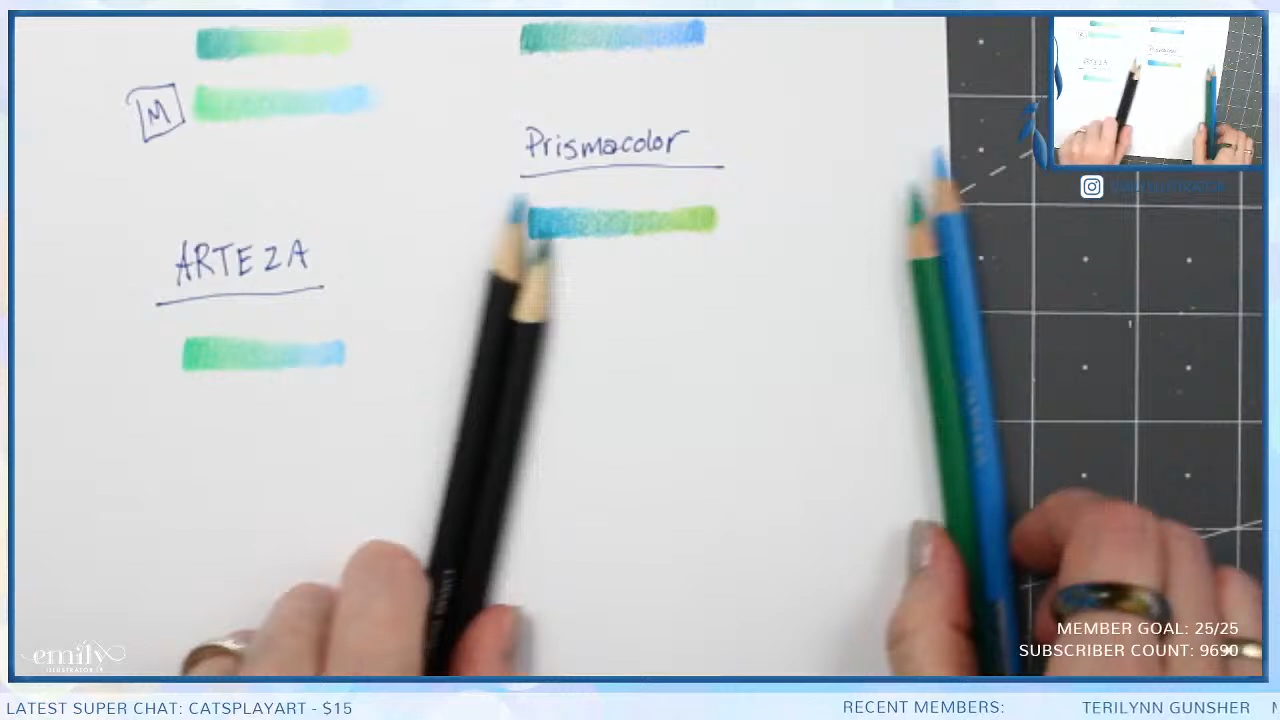 M
Prismacolor
ARTEZA
emily
ILLUSTRATOR
MEMBER GOAL: 25/25
SUBSCRIBER COUNT: 9690
LATEST SUPER CHAT: CATSPLAYART - $15
RECENT MEMBERS:
TERILYNN GUNSHER